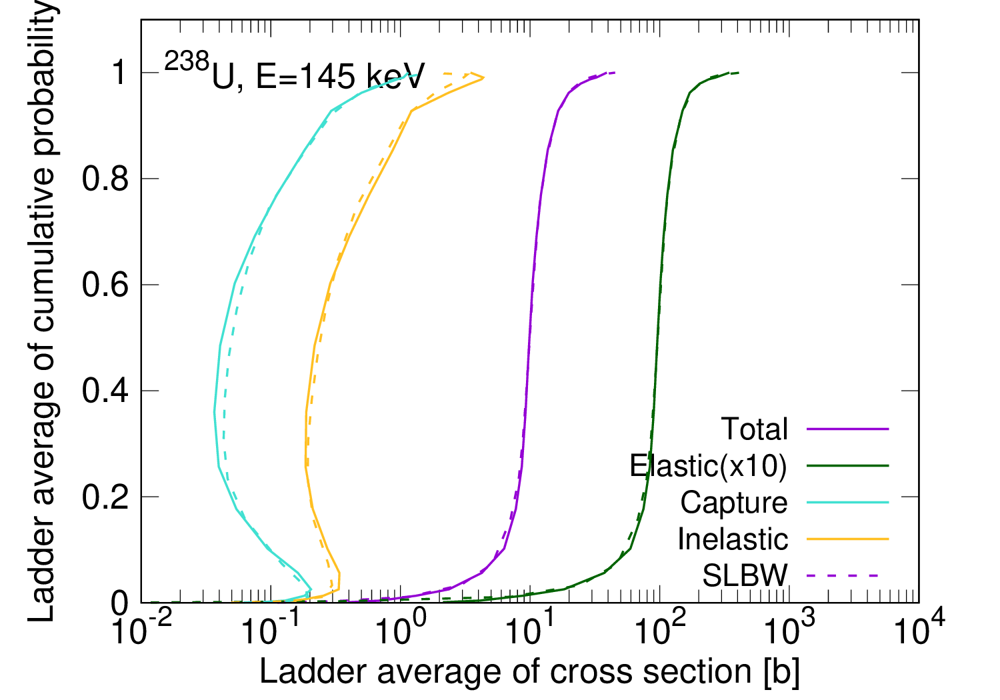 Ladder average of cumulative probability
²³⁸U, E=145 keV
1
0.8
0.6
0.4
0.2
0
Total
Elastic(x10)
Capture
Inelastic
SLBW
10⁻² 10⁻¹ 10⁰ 10¹ 10² 10³ 10⁴
Ladder average of cross section [b]